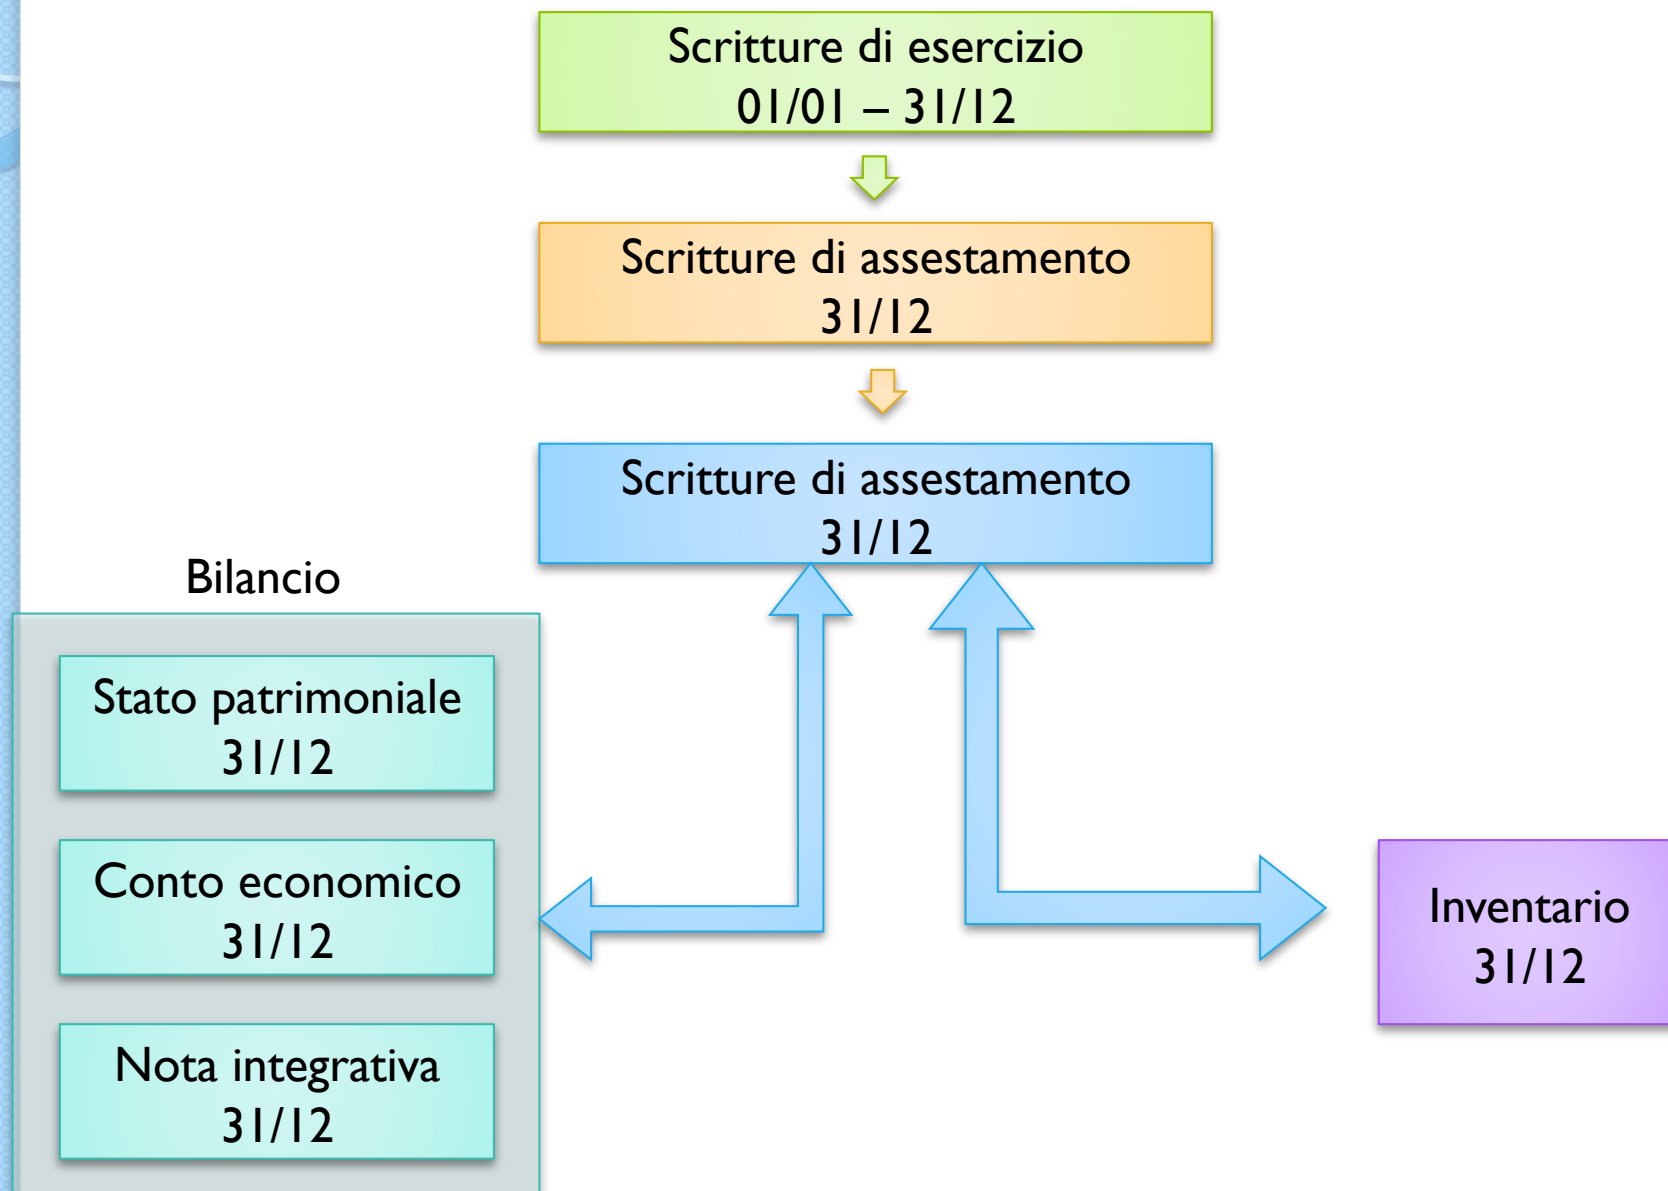 Scritture di esercizio
01/01 – 31/12
Scritture di assestamento
31/12
Scritture di assestamento
31/12
Bilancio
Stato patrimoniale
31/12
Conto economico
31/12
Nota integrativa
31/12
Inventario
31/12